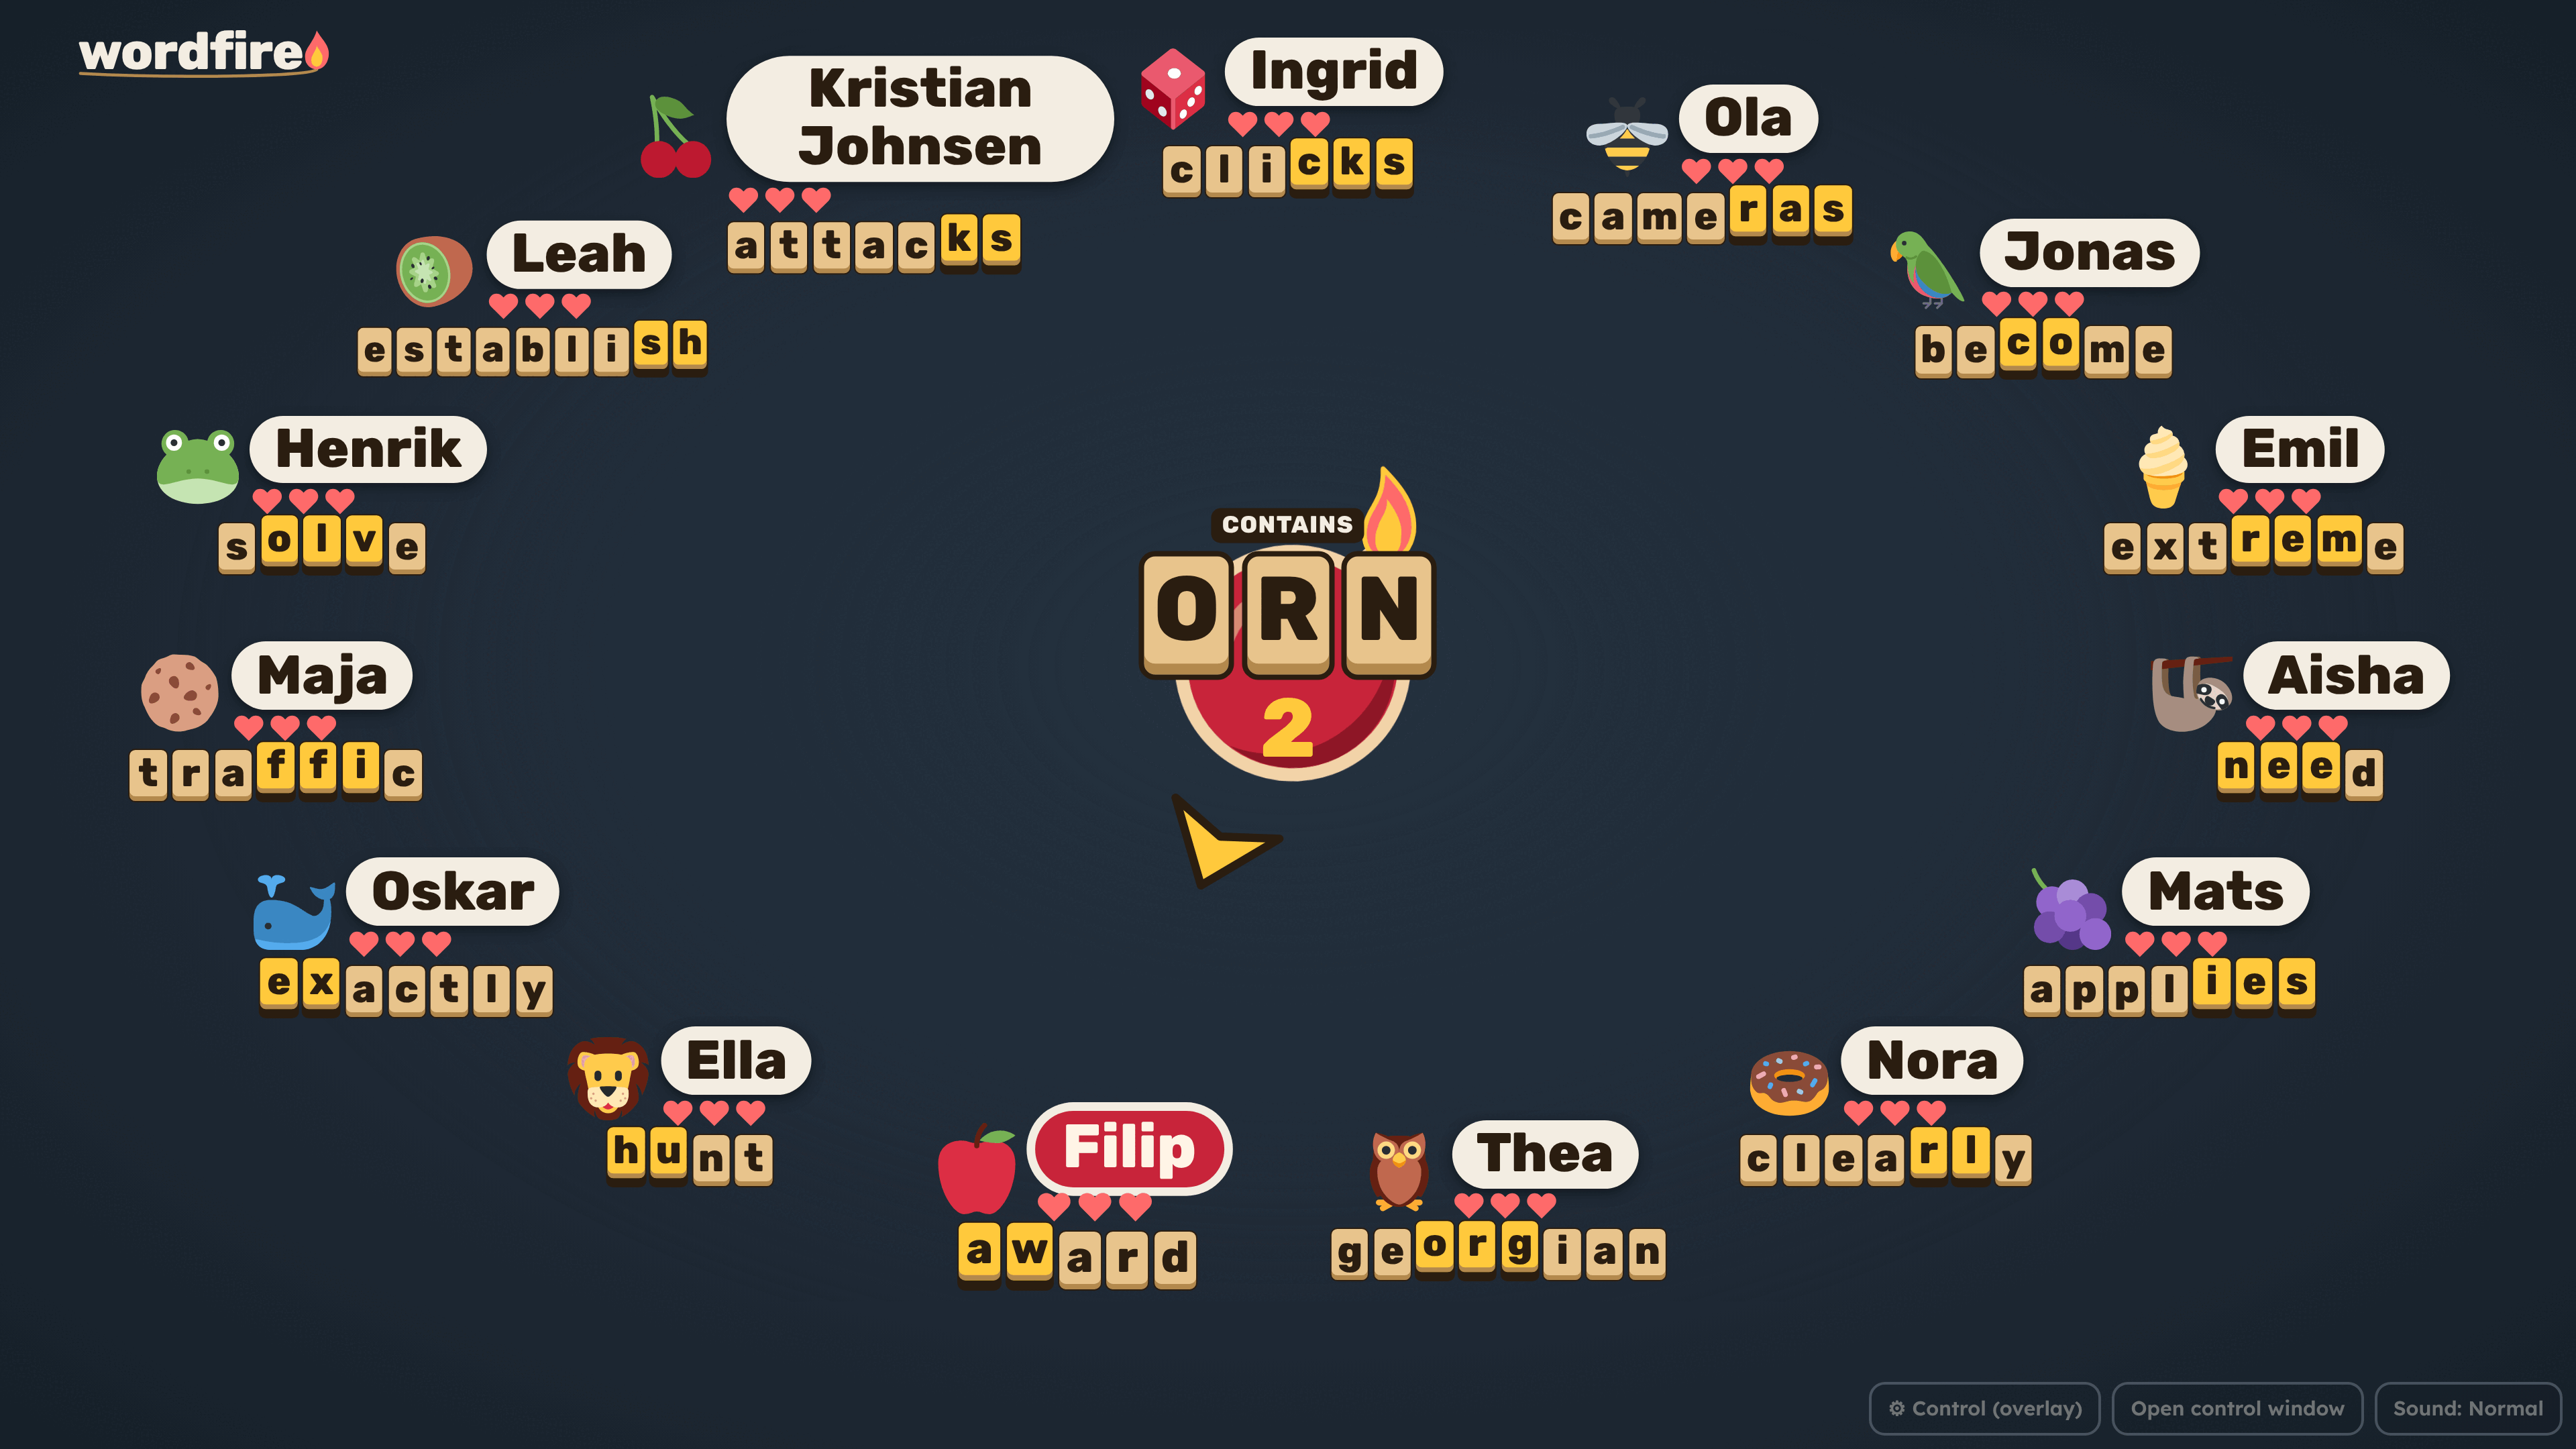 wordfire
Kristian
Johnsen
attacks
Ingrid
clicks
Ola
cameras
Leah
establish
Jonas
become
Henrik
solve
Emil
extreme
CONTAINS
ORN
2
Maja
traffic
Aisha
need
Oskar
exactly
Mats
applies
Ella
hunt
Nora
clearly
Filip
award
Thea
georgian
⚙ Control (overlay)
Open control window
Sound: Normal